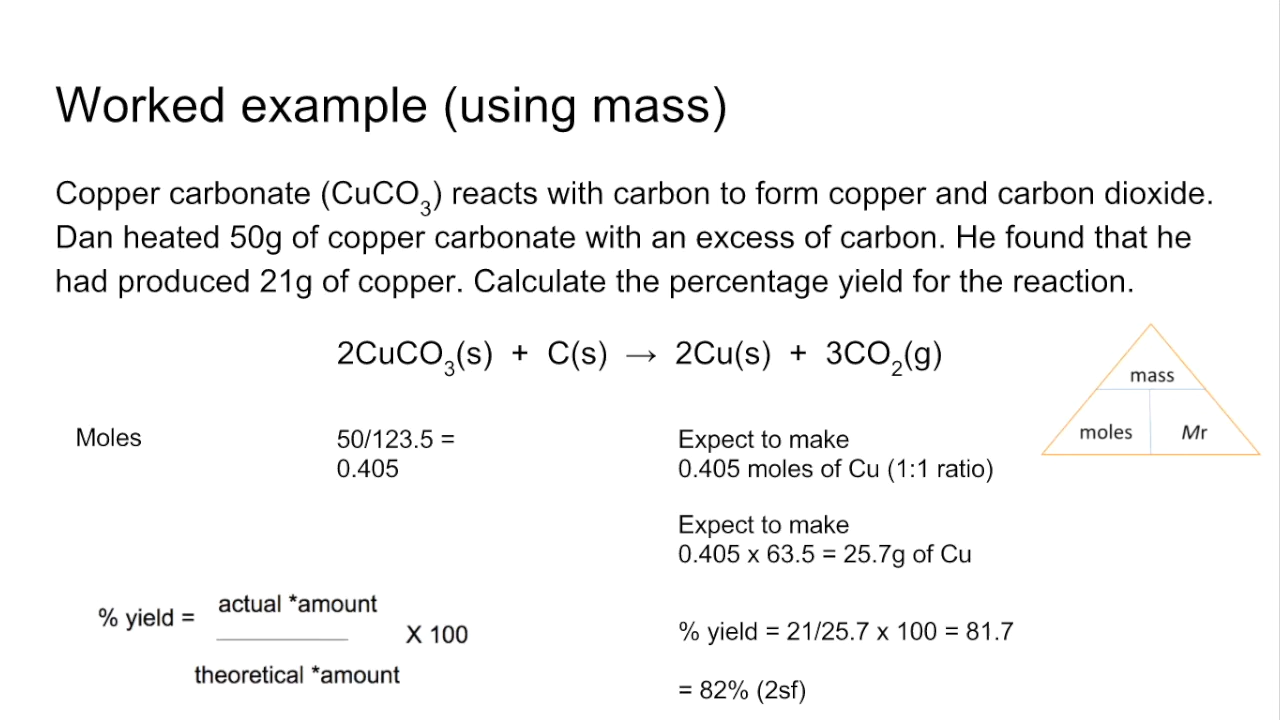 Worked example (using mass)
Copper carbonate (CuCO₃) reacts with carbon to form copper and carbon dioxide.
Dan heated 50g of copper carbonate with an excess of carbon. He found that he
had produced 21g of copper. Calculate the percentage yield for the reaction.
2CuCO₃(s) + C(s) → 2Cu(s) + 3CO₂(g)
mass
moles Mr
Moles
50/123.5 =
0.405
Expect to make
0.405 moles of Cu (1:1 ratio)
Expect to make
0.405 x 63.5 = 25.7g of Cu
% yield =
actual *amount
theoretical *amount
X 100
% yield = 21/25.7 x 100 = 81.7
= 82% (2sf)